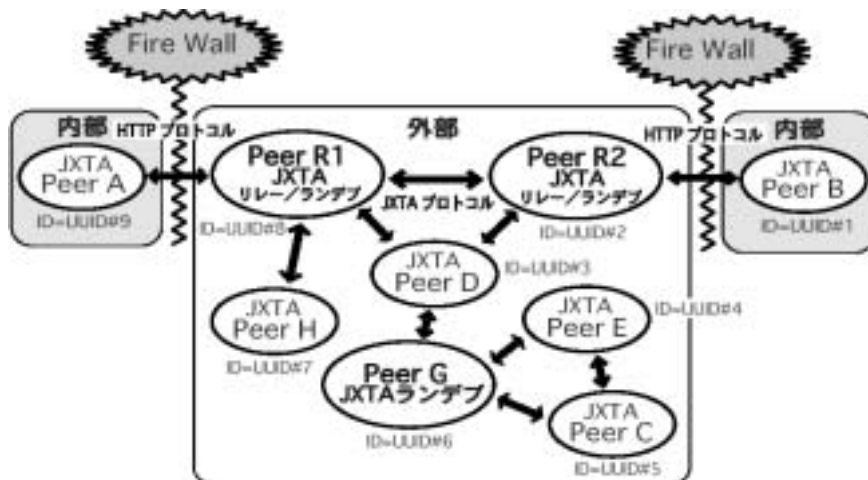 Fire Wall
Fire Wall
内部
HTTP プロトコル
外部
HTTP プロトコル
内部
JXTA
Peer A
ID=UUID#9
Peer R1
JXTA
リレー/ランデブ
ID=UUID#8
JXTA プロトコル
Peer R2
JXTA
リレー/ランデブ
ID=UUID#2
JXTA
Peer B
ID=UUID#1
JXTA
Peer D
ID=UUID#3
JXTA
Peer H
ID=UUID#7
JXTA
Peer E
ID=UUID#4
Peer G
JXTAランデブ
ID=UUID#6
JXTA
Peer C
ID=UUID#5